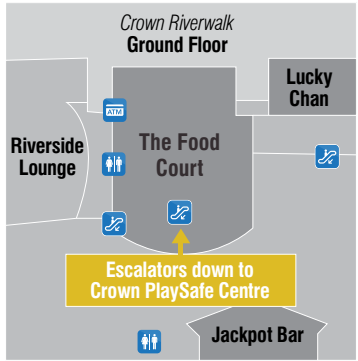 Crown Riverwalk
Ground Floor
Lucky
Chan
ATM
Riverside
Lounge
The Food
Court
Escalators down to
Crown PlaySafe Centre
Jackpot Bar